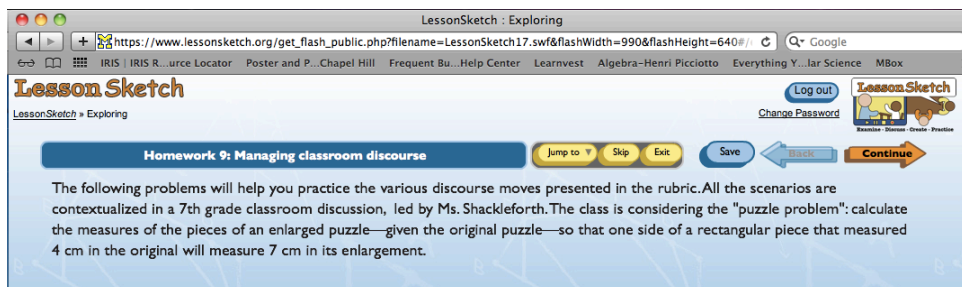 LessonSketch : Exploring
https://www.lessonsketch.org/get_flash_public.php?filename=LessonSketch17.swf&flashWidth=990&flashHeight=640#/ Google
IRIS | IRIS R...urce Locator Poster and P...Chapel Hill Frequent Bu...Help Center Learnvest Algebra–Henri Picciotto Everything Y...lar Science MBox
LessonSketch Log out LessonSketch
LessonSketch » Exploring Change Password
Examine - Discuss - Create - Practice
Homework 9: Managing classroom discourse Jump to ▼ Skip Exit Save Back Continue
The following problems will help you practice the various discourse moves presented in the rubric. All the scenarios are
contextualized in a 7th grade classroom discussion, led by Ms. Shackleforth. The class is considering the "puzzle problem": calculate
the measures of the pieces of an enlarged puzzle—given the original puzzle—so that one side of a rectangular piece that measured
4 cm in the original will measure 7 cm in its enlargement.